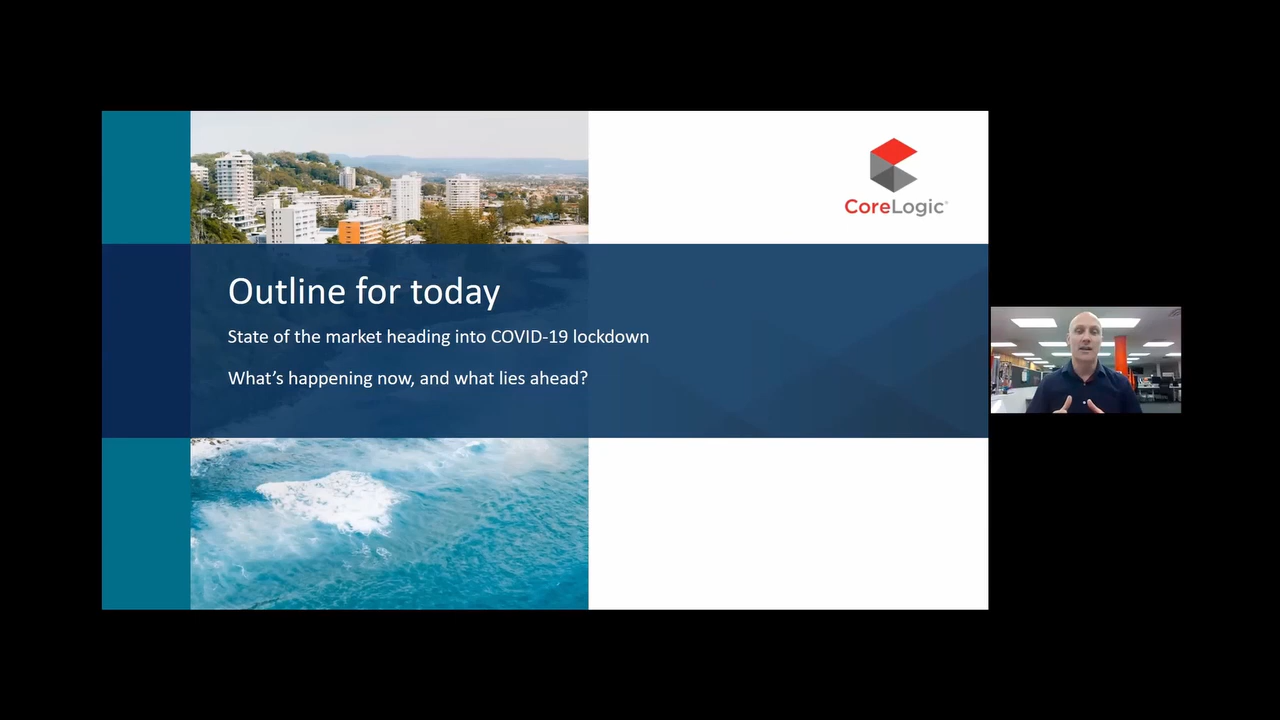 CoreLogic
Outline for today
State of the market heading into COVID-19 lockdown
What’s happening now, and what lies ahead?